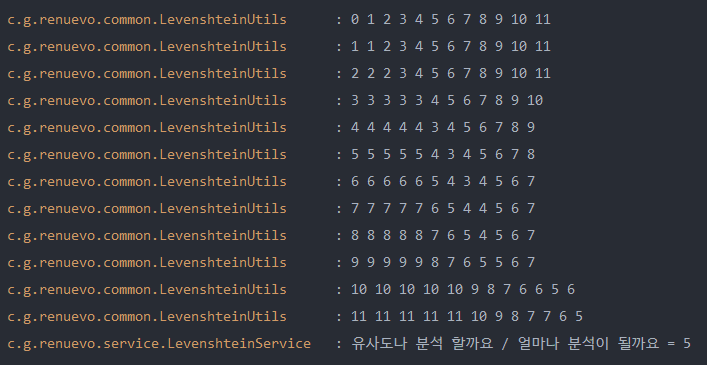 c.g.renuevo.common.LevenshteinUtils : 0 1 2 3 4 5 6 7 8 9 10 11
c.g.renuevo.common.LevenshteinUtils : 1 1 2 3 4 5 6 7 8 9 10 11
c.g.renuevo.common.LevenshteinUtils : 2 2 2 3 4 5 6 7 8 9 10 11
c.g.renuevo.common.LevenshteinUtils : 3 3 3 3 3 4 5 6 7 8 9 10
c.g.renuevo.common.LevenshteinUtils : 4 4 4 4 4 3 4 5 6 7 8 9
c.g.renuevo.common.LevenshteinUtils : 5 5 5 5 5 4 3 4 5 6 7 8
c.g.renuevo.common.LevenshteinUtils : 6 6 6 6 6 5 4 3 4 5 6 7
c.g.renuevo.common.LevenshteinUtils : 7 7 7 7 7 6 5 4 4 5 6 7
c.g.renuevo.common.LevenshteinUtils : 8 8 8 8 8 7 6 5 4 5 6 7
c.g.renuevo.common.LevenshteinUtils : 9 9 9 9 9 8 7 6 5 5 6 7
c.g.renuevo.common.LevenshteinUtils : 10 10 10 10 10 9 8 7 6 6 5 6
c.g.renuevo.common.LevenshteinUtils : 11 11 11 11 11 10 9 8 7 7 6 5
c.g.renuevo.service.LevenshteinService : 유사도나 분석 할까요 / 얼마나 분석이 될까요 = 5